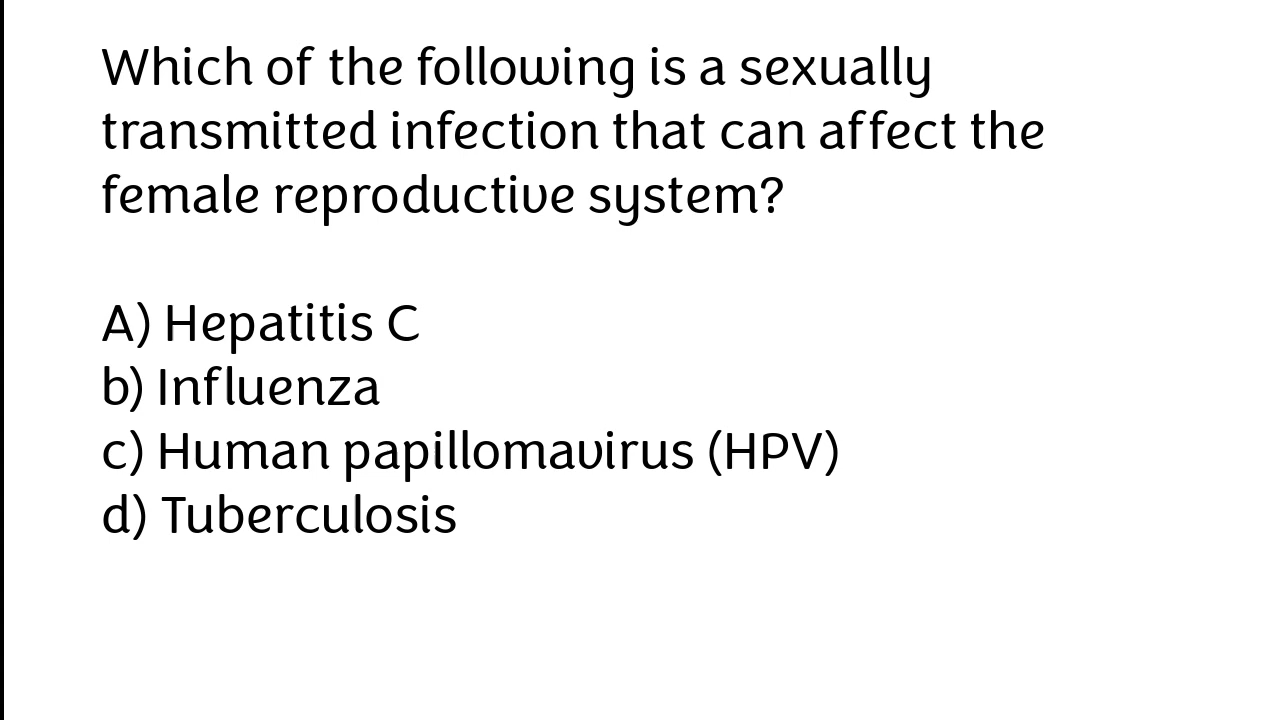 Which of the following is a sexually
transmitted infection that can affect the
female reproductive system?
A) Hepatitis C
b) Influenza
c) Human papillomavirus (HPV)
d) Tuberculosis